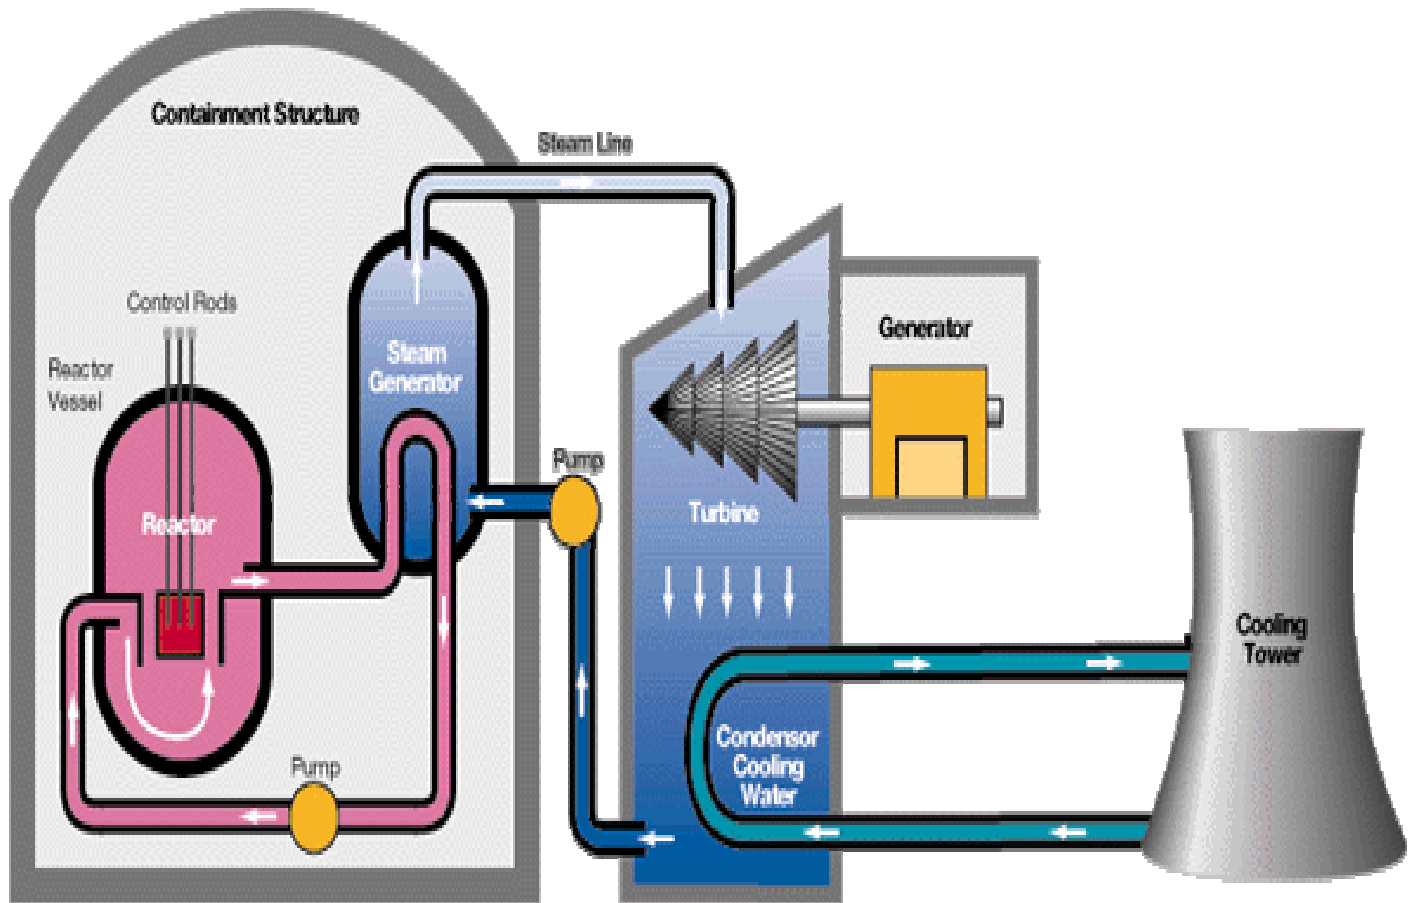 Containment Structure
Steam Line
Control Rods
Reactor
Vessel
Steam
Generator
Generator
Pump
Turbine
Reactor
Cooling
Tower
Condensor
Cooling
Water
Pump